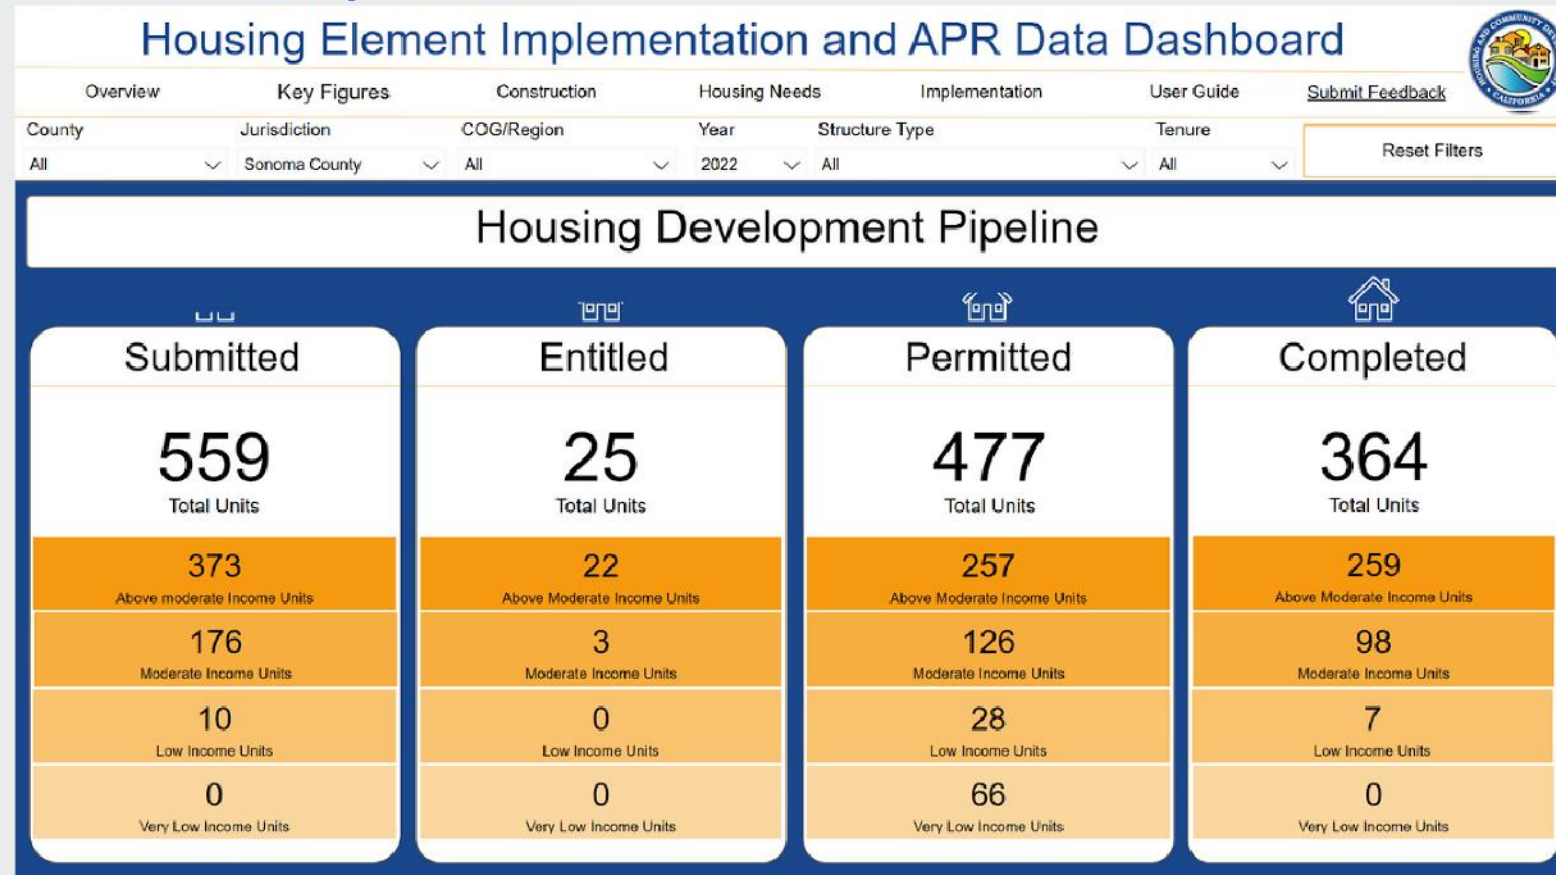 Housing Element Implementation and APR Data Dashboard
Overview Key Figures Construction Housing Needs Implementation User Guide Submit Feedback
County Jurisdiction COG/Region Year Structure Type Tenure
All Sonoma County All 2022 All All Reset Filters
Housing Development Pipeline
Submitted
559
Total Units
373
Above moderate Income Units
176
Moderate Income Units
10
Low Income Units
0
Very Low Income Units
Entitled
25
Total Units
22
Above Moderate Income Units
3
Moderate Income Units
0
Low Income Units
0
Very Low Income Units
Permitted
477
Total Units
257
Above Moderate Income Units
126
Moderate Income Units
28
Low Income Units
66
Very Low Income Units
Completed
364
Total Units
259
Above Moderate Income Units
98
Moderate Income Units
7
Low Income Units
0
Very Low Income Units